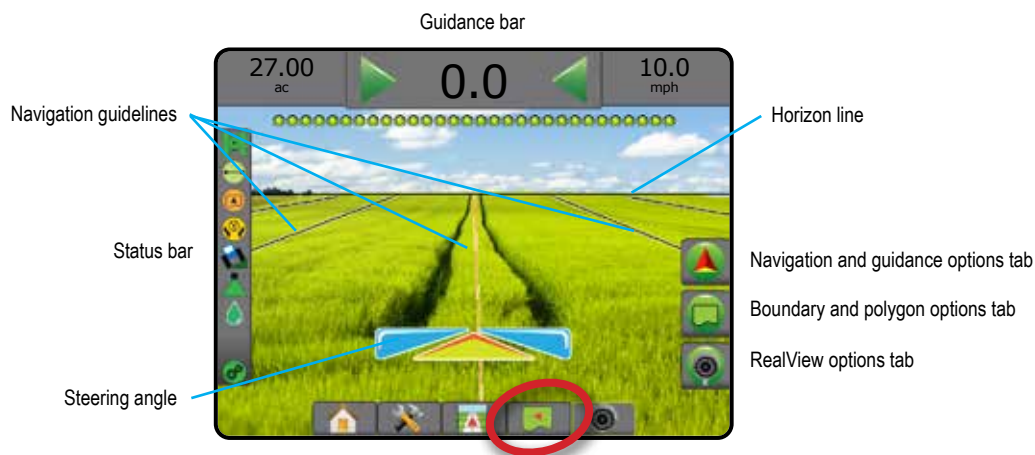 Guidance bar
27.00
ac
0.0
10.0
mph
Navigation guidelines
Horizon line
Status bar
Navigation and guidance options tab
Boundary and polygon options tab
RealView options tab
Steering angle